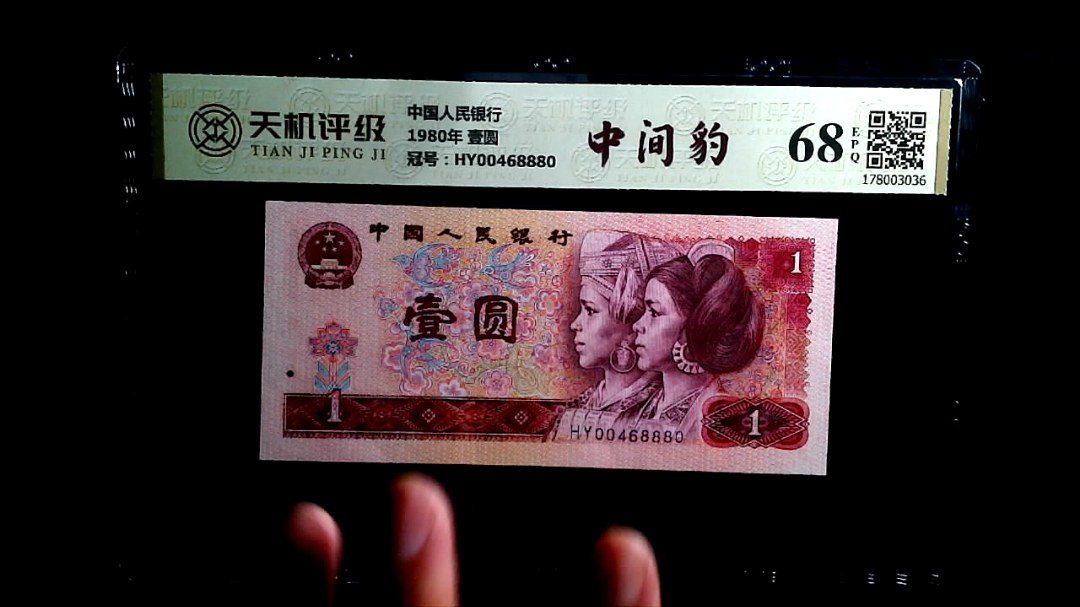 天机评级
TIAN JI PING JI
中国人民银行
1980年 壹圆
冠号：HY00468880
中间豹
68
EPQ
178003036
中国人民银行
1
壹圆
1
HY00468880
1